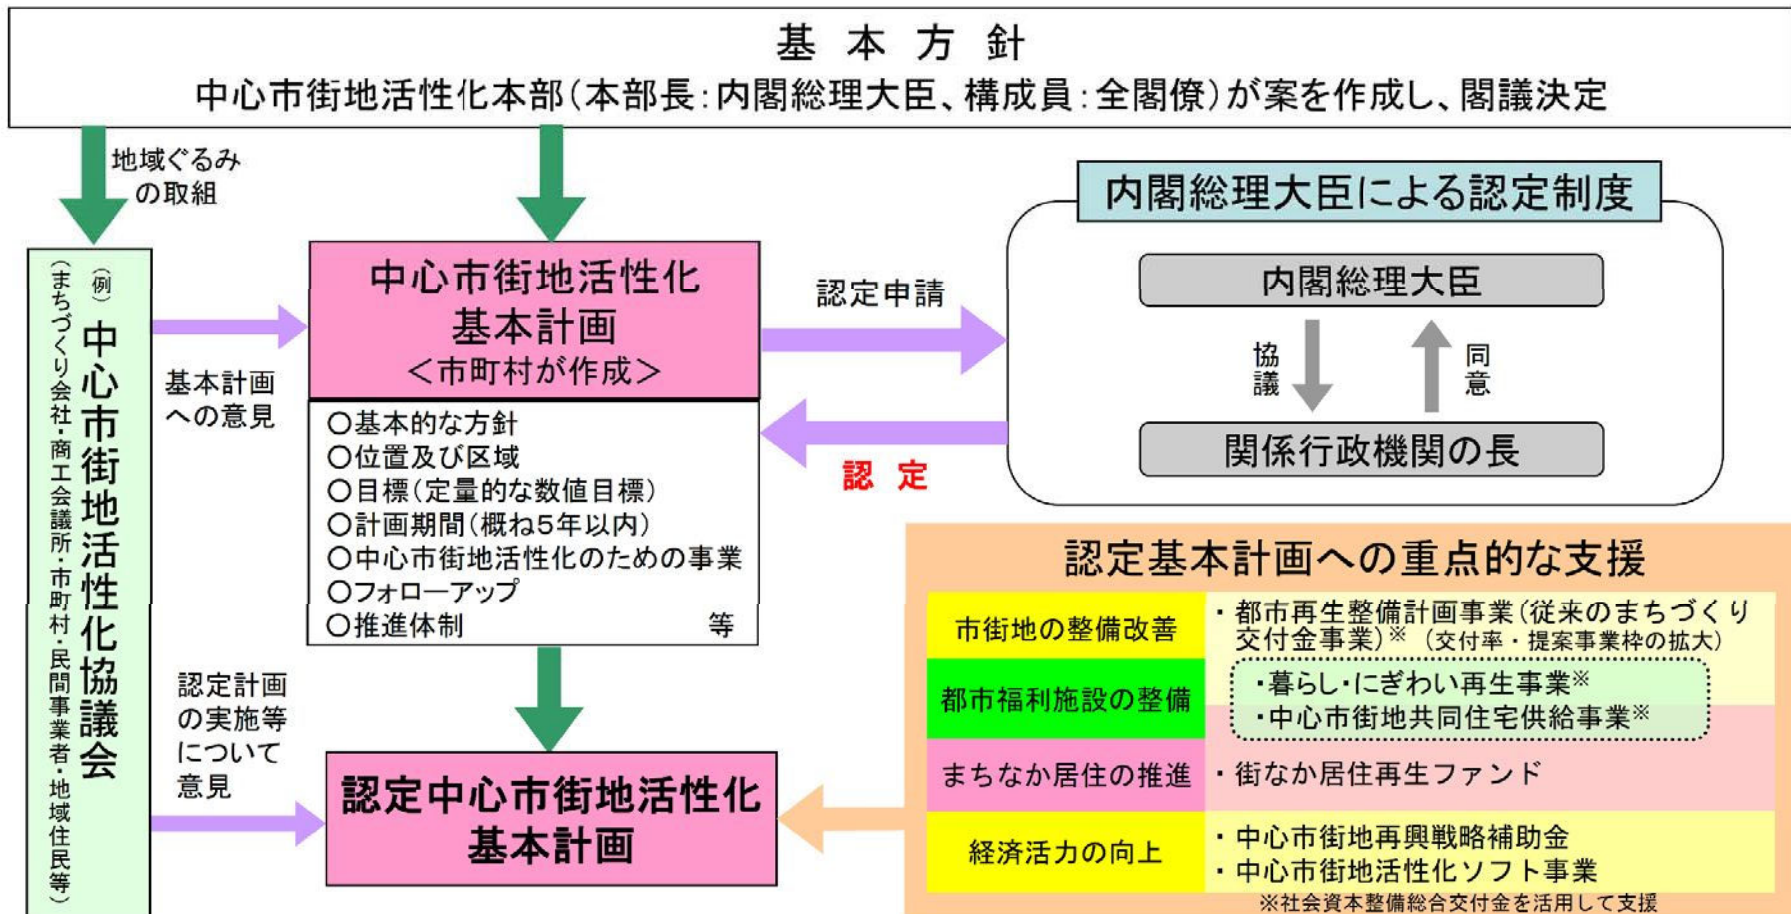 基本方針
中心市街地活性化本部(本部長:内閣総理大臣、構成員:全閣僚)が案を作成し、閣議決定
地域ぐるみ
の取組
中心市街地活性化協議会
(例)
(まちづくり会社・商工会議所・市町村・民間事業者・地域住民等)
基本計画
への意見
認定計画
の実施等
について
意見
中心市街地活性化
基本計画
<市町村が作成>
○基本的な方針
○位置及び区域
○目標(定量的な数値目標)
○計画期間(概ね5年以内)
○中心市街地活性化のための事業
○フォローアップ
○推進体制 等
認定中心市街地活性化
基本計画
認定申請
認定
内閣総理大臣による認定制度
内閣総理大臣
協議
同意
関係行政機関の長
認定基本計画への重点的な支援
市街地の整備改善
・都市再生整備計画事業(従来のまちづくり
交付金事業)※ (交付率・提案事業枠の拡大)
都市福利施設の整備
・暮らし・にぎわい再生事業※
・中心市街地共同住宅供給事業※
まちなか居住の推進
・街なか居住再生ファンド
経済活力の向上
・中心市街地再興戦略補助金
・中心市街地活性化ソフト事業
※社会資本整備総合交付金を活用して支援